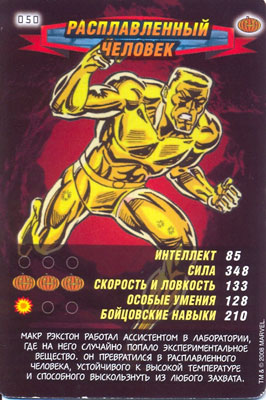 050
РАСПЛАВЛЕННЫЙ
ЧЕЛОВЕК
ИНТЕЛЛЕКТ 85
СИЛА 348
СКОРОСТЬ И ЛОВКОСТЬ 133
ОСОБЫЕ УМЕНИЯ 128
БОЙЦОВСКИЕ НАВЫКИ 210
МАКР РЭКСТОН РАБОТАЛ АССИСТЕНТОМ В ЛАБОРАТОРИИ,
ГДЕ НА НЕГО СЛУЧАЙНО ПОПАЛО ЭКСПЕРИМЕНТАЛЬНОЕ
ВЕЩЕСТВО. ОН ПРЕВРАТИЛСЯ В РАСПЛАВЛЕННОГО
ЧЕЛОВЕКА, УСТОЙЧИВОГО К ВЫСОКОЙ ТЕМПЕРАТУРЕ
И СПОСОБНОГО ВЫСКОЛЬЗНУТЬ ИЗ ЛЮБОГО ЗАХВАТА.
TM & © 2008 MARVEL